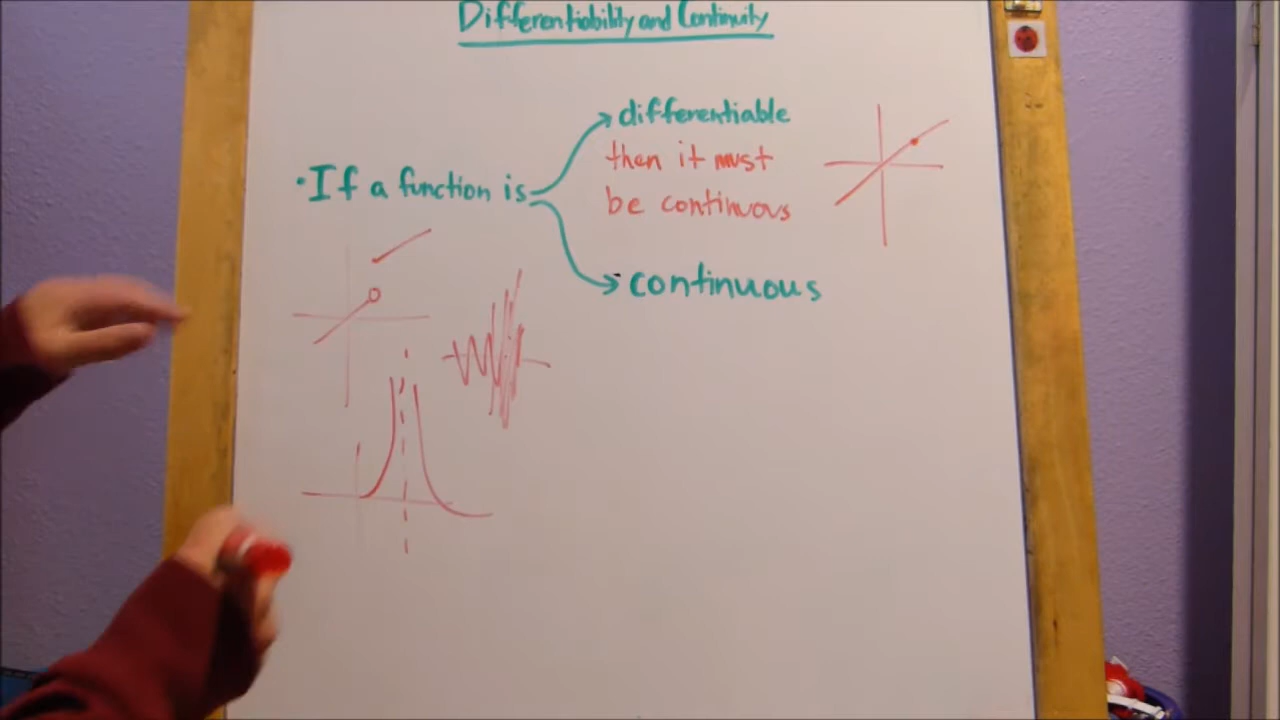 Differentiability and Continuity
differentiable
then it must
be continuous
• If a function is
continuous